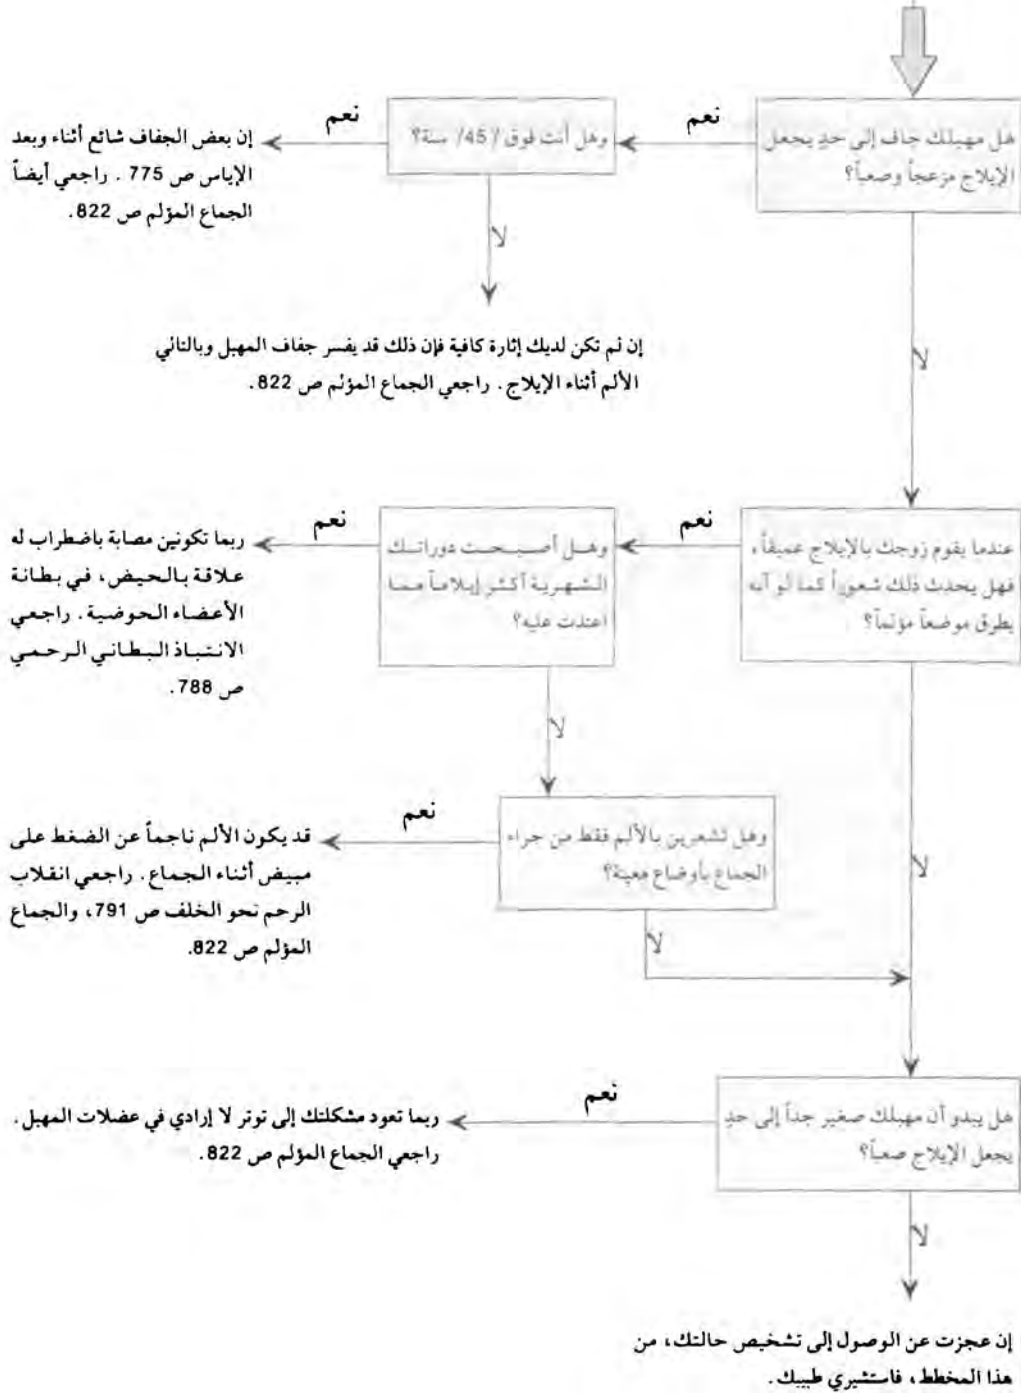 هل مهبلك جاف إلى حدٍ يجعل
الإيلاج مزعجاً وصعباً؟
نعم
وهل أنت فوق /45/ سنة؟
نعم
إن بعض الجفاف شائع أثناء وبعد
الإياس ص 775 . راجعي أيضاً
الجماع المؤلم ص 822.
لا
إن لم تكن لديك إثارة كافية فإن ذلك قد يفسر جفاف المهبل وبالتالي
الألم أثناء الإيلاج . راجعي الجماع المؤلم ص 822.
لا
عندما يقوم زوجك بالإيلاج عميقاً،
فهل يحدث ذلك شعوراً كما لو أنه
يطرق موضعاً مؤلماً؟
نعم
وهل أصبحت دوراتك
الشهرية أكثر إيلاماً مما
اعتدت عليه؟
نعم
ربما تكونين مصابة باضطراب له
علاقة بالحيض، في بطانة
الأعضاء الحوضية . راجعي
الانتباذ البطاني الرحمي
ص 788.
لا
وهل تشعرين بالألم فقط من جراء
الجماع بأوضاع معينة؟
نعم
قد يكون الألم ناجماً عن الضغط على
مبيض أثناء الجماع . راجعي انقلاب
الرحم نحو الخلف ص 791، والجماع
المؤلم ص 822.
لا
لا
هل يبدو أن مهبلك صغير جداً إلى حدٍ
يجعل الإيلاج صعباً؟
نعم
ربما تعود مشكلتك إلى توتر لا إرادي في عضلات المهبل .
راجعي الجماع المؤلم ص 822.
لا
إن عجزت عن الوصول إلى تشخيص حالتك، من
هذا المخطط، فاستشيري طبيبك .